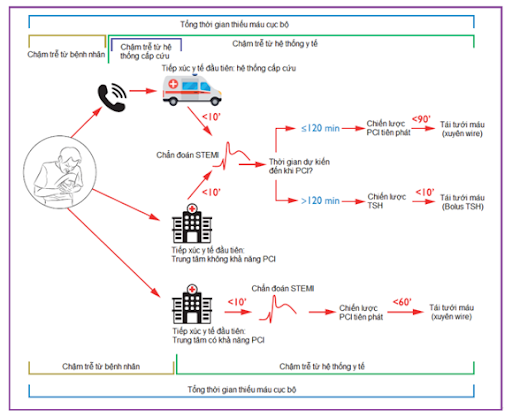 Tổng thời gian thiếu máu cục bộ
Chậm trễ từ bệnh nhân
Chậm trễ từ hệ
thống cấp cứu
Chậm trễ từ hệ thống y tế
Tiếp xúc y tế đầu tiên: hệ thống cấp cứu
<10'
Chẩn đoán STEMI
<10'
Thời gian dự kiến
đến khi PCI?
≤120 min
Chiến lược
PCI tiên phát
<90'
Tái tưới máu
(xuyên wire)
>120 min
Chiến lược
TSH
<10'
Tái tưới máu
(Bolus TSH)
Tiếp xúc y tế đầu tiên:
Trung tâm không khả năng PCI
<10'
Chẩn đoán STEMI
Chiến lược
PCI tiên phát
<60'
Tái tưới máu
(xuyên wire)
Tiếp xúc y tế đầu tiên:
Trung tâm có khả năng PCI
Chậm trễ từ bệnh nhân
Chậm trễ từ hệ thống y tế
Tổng thời gian thiếu máu cục bộ